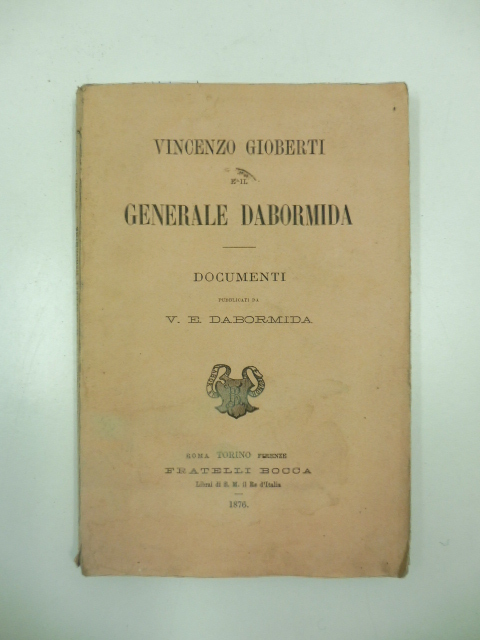 VINCENZO GIOBERTI
E IL
GENERALE DABORMIDA
DOCUMENTI
PUBBLICATI DA
V. E. DABORMIDA
ROMA TORINO FIRENZE
FRATELLI BOCCA
Librai di S. M. il Re d'Italia
1876.